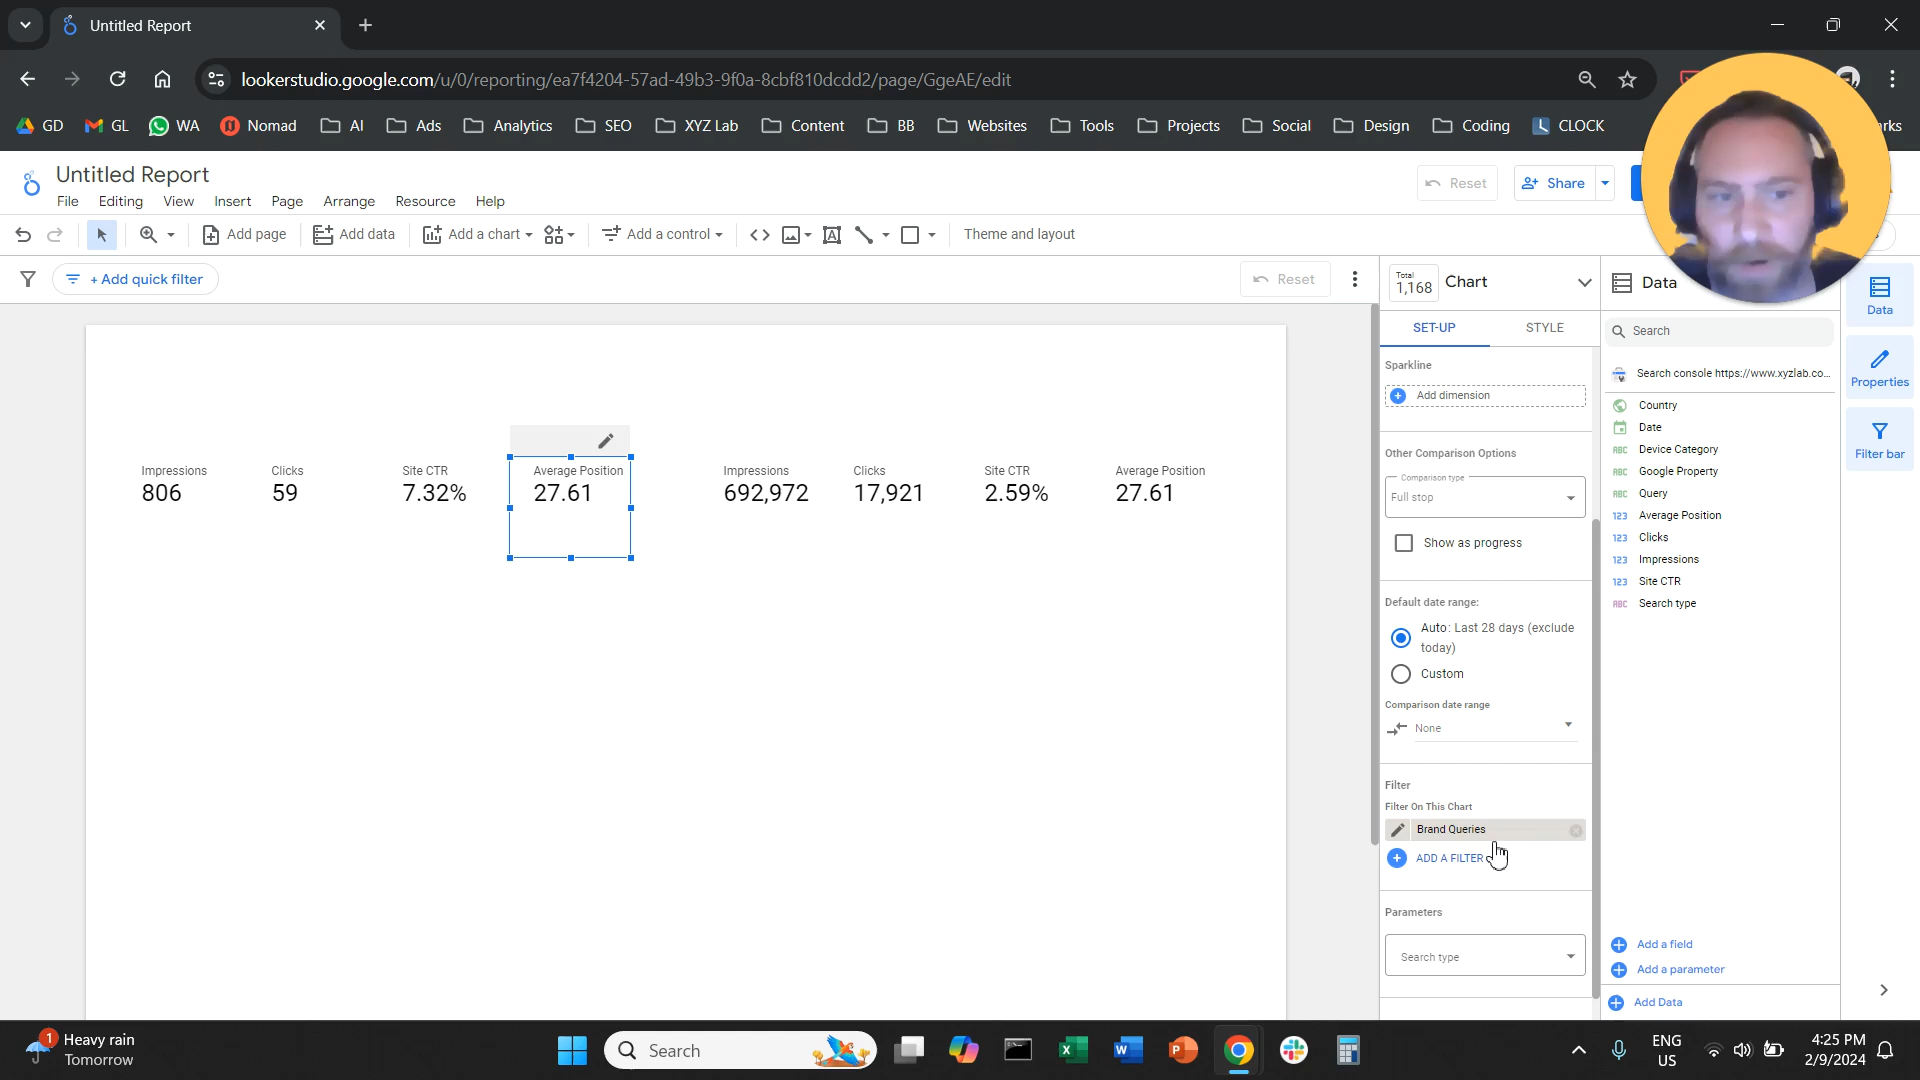 Untitled Report
lookerstudio.google.com/u/0/reporting/ea7f4204-57ad-49b3-9f0a-8cbf810dcdd2/page/GgeAE/edit
GD GL WA Nomad AI Ads Analytics SEO XYZ Lab Content BB Websites Tools Projects Social Design Coding CLOCK
Untitled Report
File Editing View Insert Page Arrange Resource Help
Reset Share
Add page Add data Add a chart Add a control Theme and layout
+ Add quick filter
Reset
Total
1,168
Chart
Data
Data
SET-UP STYLE
Search
Sparkline
Add dimension
Search console https://www.xyzlab.co...
Properties
Filter bar
Country
Date
ABC Device Category
ABC Google Property
ABC Query
123 Average Position
123 Clicks
123 Impressions
123 Site CTR
ABC Search type
Impressions
806
Clicks
59
Site CTR
7.32%
Average Position
27.61
Impressions
692,972
Clicks
17,921
Site CTR
2.59%
Average Position
27.61
Other Comparison Options
Comparison type
Full stop
Show as progress
Default date range:
Auto: Last 28 days (exclude
today)
Custom
Comparison date range
None
Filter
Filter On This Chart
Brand Queries
ADD A FILTER
Parameters
Search type
Add a field
Add a parameter
Add Data
1
Heavy rain
Tomorrow
Search
ENG
US
4:25 PM
2/9/2024